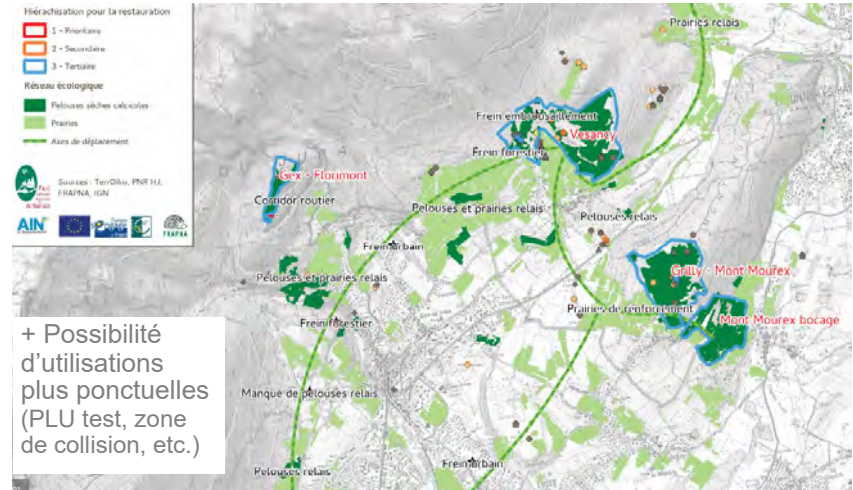 Hiérachisation pour la restauration
1 - Prioritaire
2 - Secondaire
3 - Tertiaire
Réseau écologique
Pelouses sèches calcicoles
Prairies
Axes de déplacement
Sources : TerrOïko, PNR H.J.
FRAPNA, IGN
AIN
FRAPNA
Prairies relais
Frein embroussaillement
Vesancy
Frein forestier
Gex - Florimont
Corridor routier
Pelouses et prairies relais
Pelouses relais
Frein urbain
Grilly - Mont Mourex
Pelouses et prairies relais
Prairies de renforcement
Mont Mourex bocage
Frein forestier
+ Possibilité
d'utilisations
plus ponctuelles
(PLU test, zone
de collision, etc.)
Manque de pelouses relais
Pelouses relais
Frein urbain